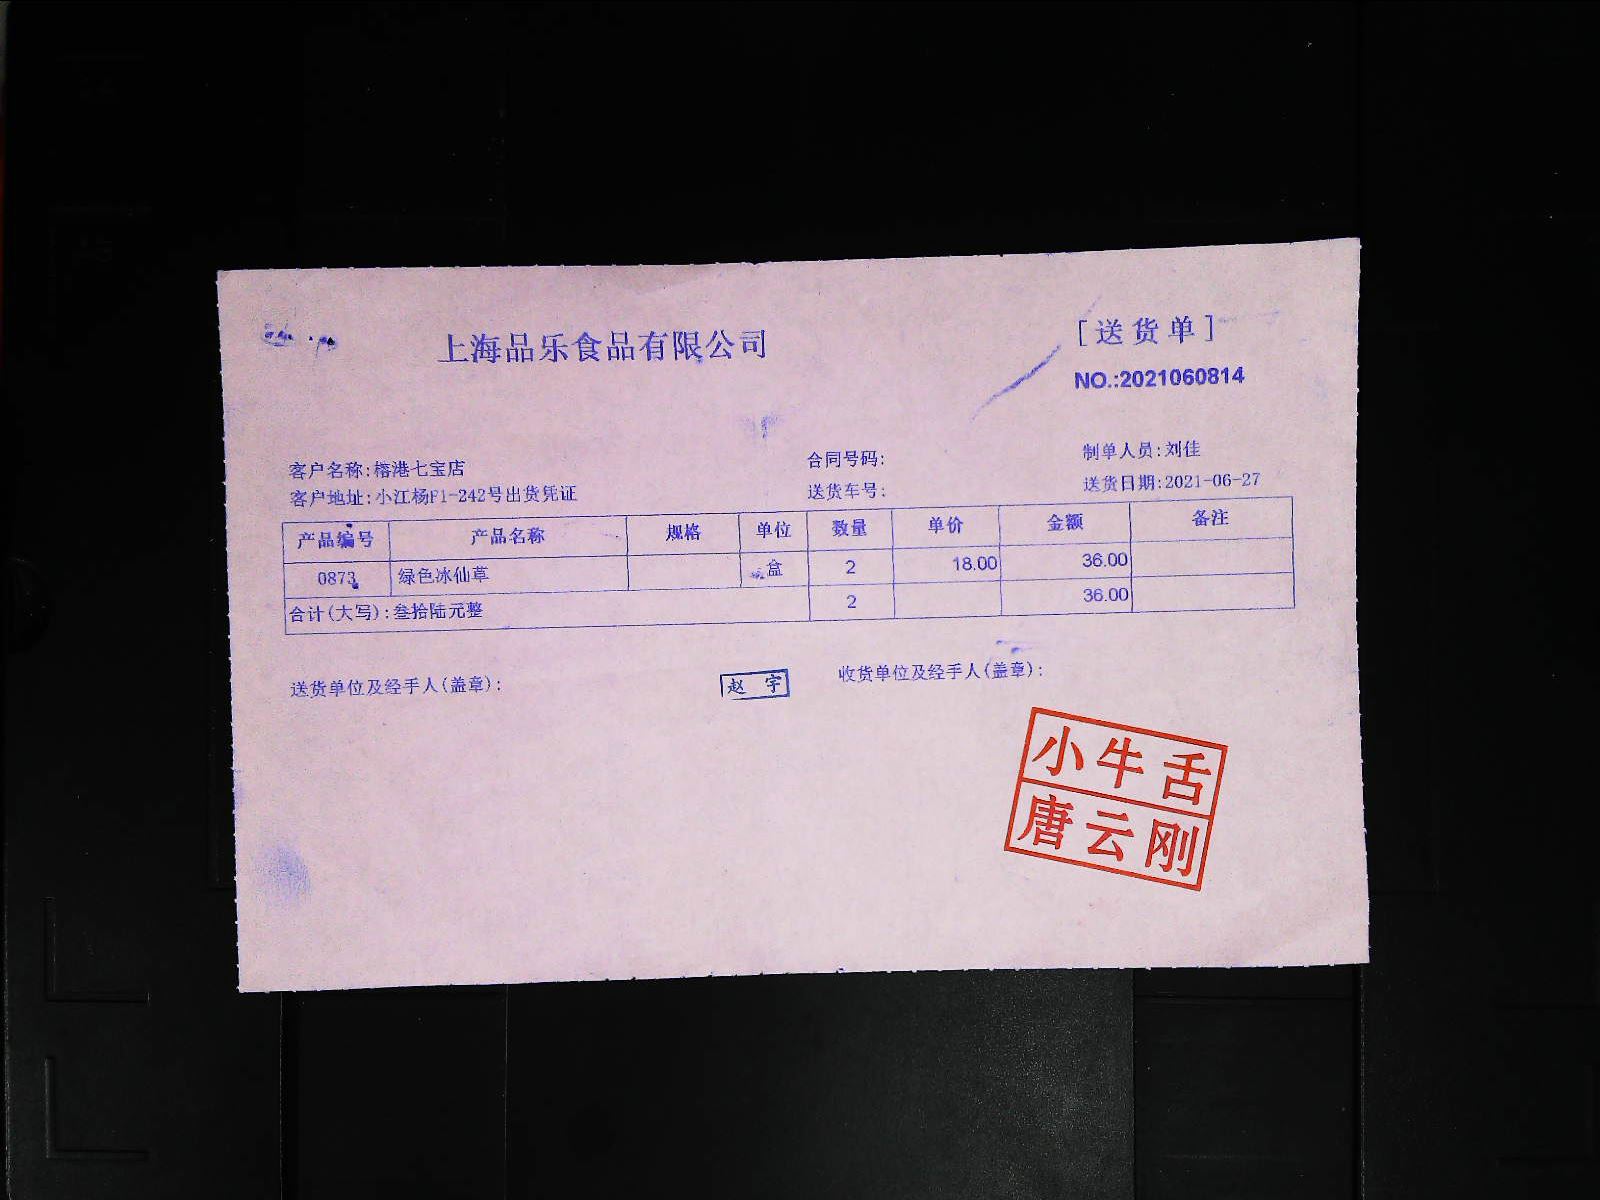 上海品乐食品有限公司
[送货单]
NO.:2021060814
客户名称:榕港七宝店
合同号码:
制单人员:刘佳
客户地址:小江杨F1-242号出货凭证
送货车号:
送货日期:2021-06-27
产品编号 产品名称 规格 单位 数量 单价 金额 备注
0873 绿色冰仙草 盒 2 18.00 36.00
合计(大写):叁拾陆元整 2 36.00
送货单位及经手人(盖章):
赵 宇
收货单位及经手人(盖章):
小牛舌
唐云刚